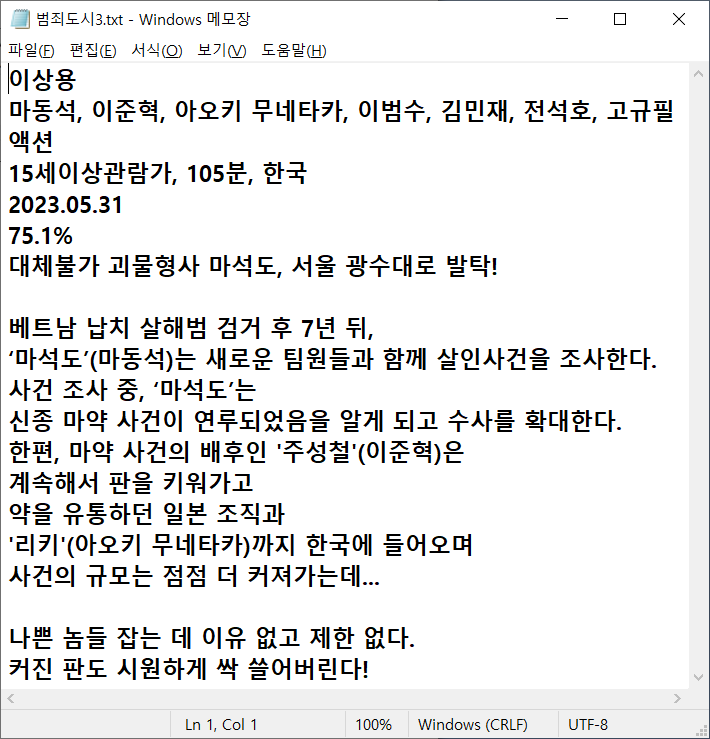 범죄도시3.txt - Windows 메모장
파일(F) 편집(E) 서식(O) 보기(V) 도움말(H)
이상용
마동석, 이준혁, 아오키 무네타카, 이범수, 김민재, 전석호, 고규필
액션
15세이상관람가, 105분, 한국
2023.05.31
75.1%
대체불가 괴물형사 마석도, 서울 광수대로 발탁!
베트남 납치 살해범 검거 후 7년 뒤,
‘마석도’(마동석)는 새로운 팀원들과 함께 살인사건을 조사한다.
사건 조사 중, ‘마석도’는
신종 마약 사건이 연루되었음을 알게 되고 수사를 확대한다.
한편, 마약 사건의 배후인 '주성철'(이준혁)은
계속해서 판을 키워가고
약을 유통하던 일본 조직과
'리키'(아오키 무네타카)까지 한국에 들어오며
사건의 규모는 점점 더 커져가는데...
나쁜 놈들 잡는 데 이유 없고 제한 없다.
커진 판도 시원하게 싹 쓸어버린다!
Ln 1, Col 1 100% Windows (CRLF) UTF-8